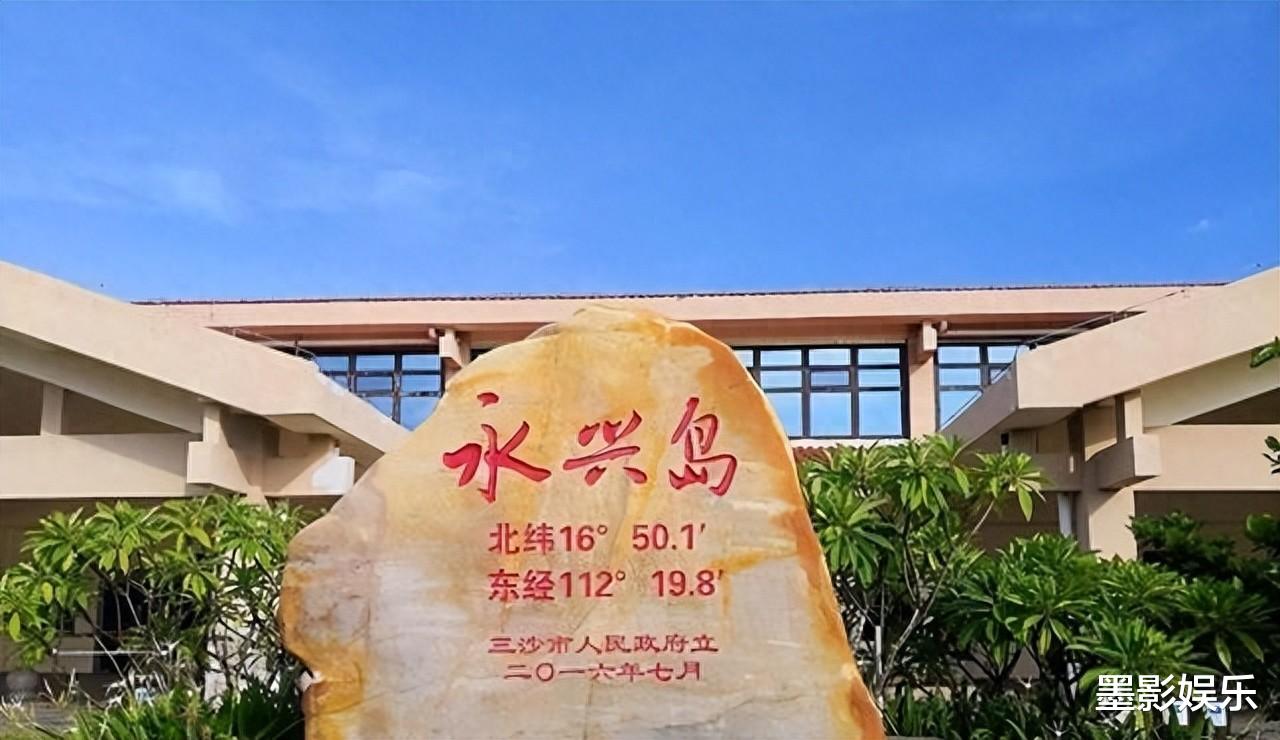 永兴岛
北纬16° 50.1′
东经112° 19.8′
三沙市人民政府立
二〇一六年七月
墨影娱乐